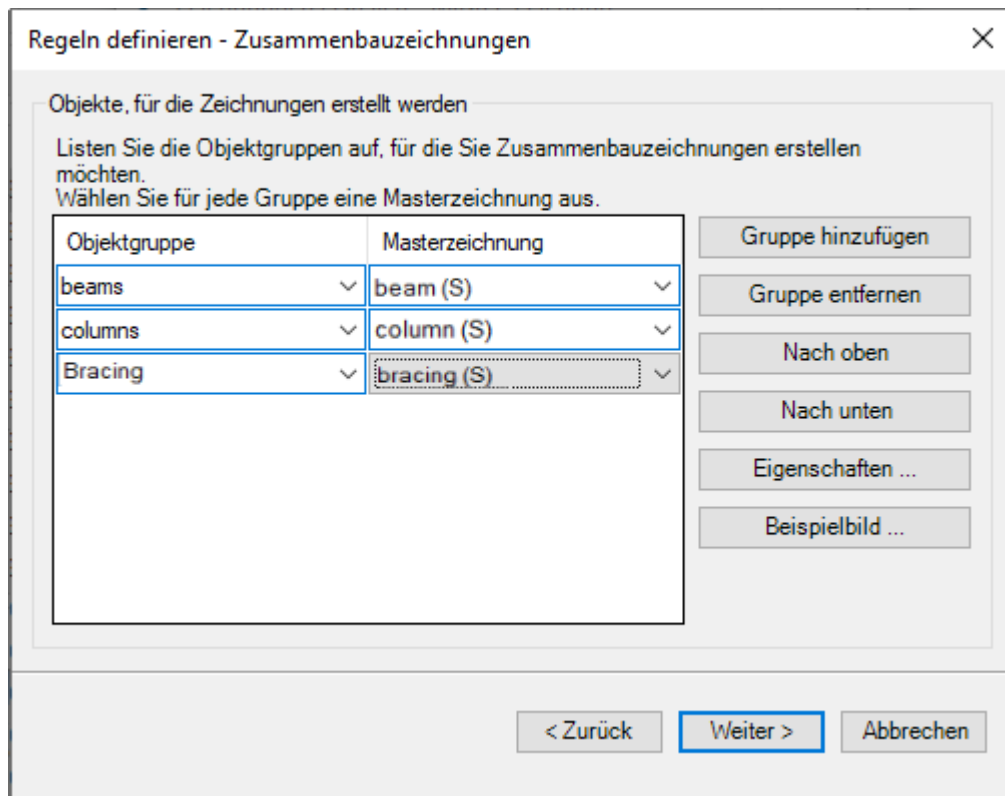 Regeln definieren - Zusammenbauzeichnungen
Objekte, für die Zeichnungen erstellt werden
Listen Sie die Objektgruppen auf, für die Sie Zusammenbauzeichnungen erstellen
möchten.
Wählen Sie für jede Gruppe eine Masterzeichnung aus.
Objektgruppe Masterzeichnung
beams beam (S)
columns column (S)
Bracing bracing (S)
Gruppe hinzufügen
Gruppe entfernen
Nach oben
Nach unten
Eigenschaften ...
Beispielbild ...
< Zurück Weiter > Abbrechen